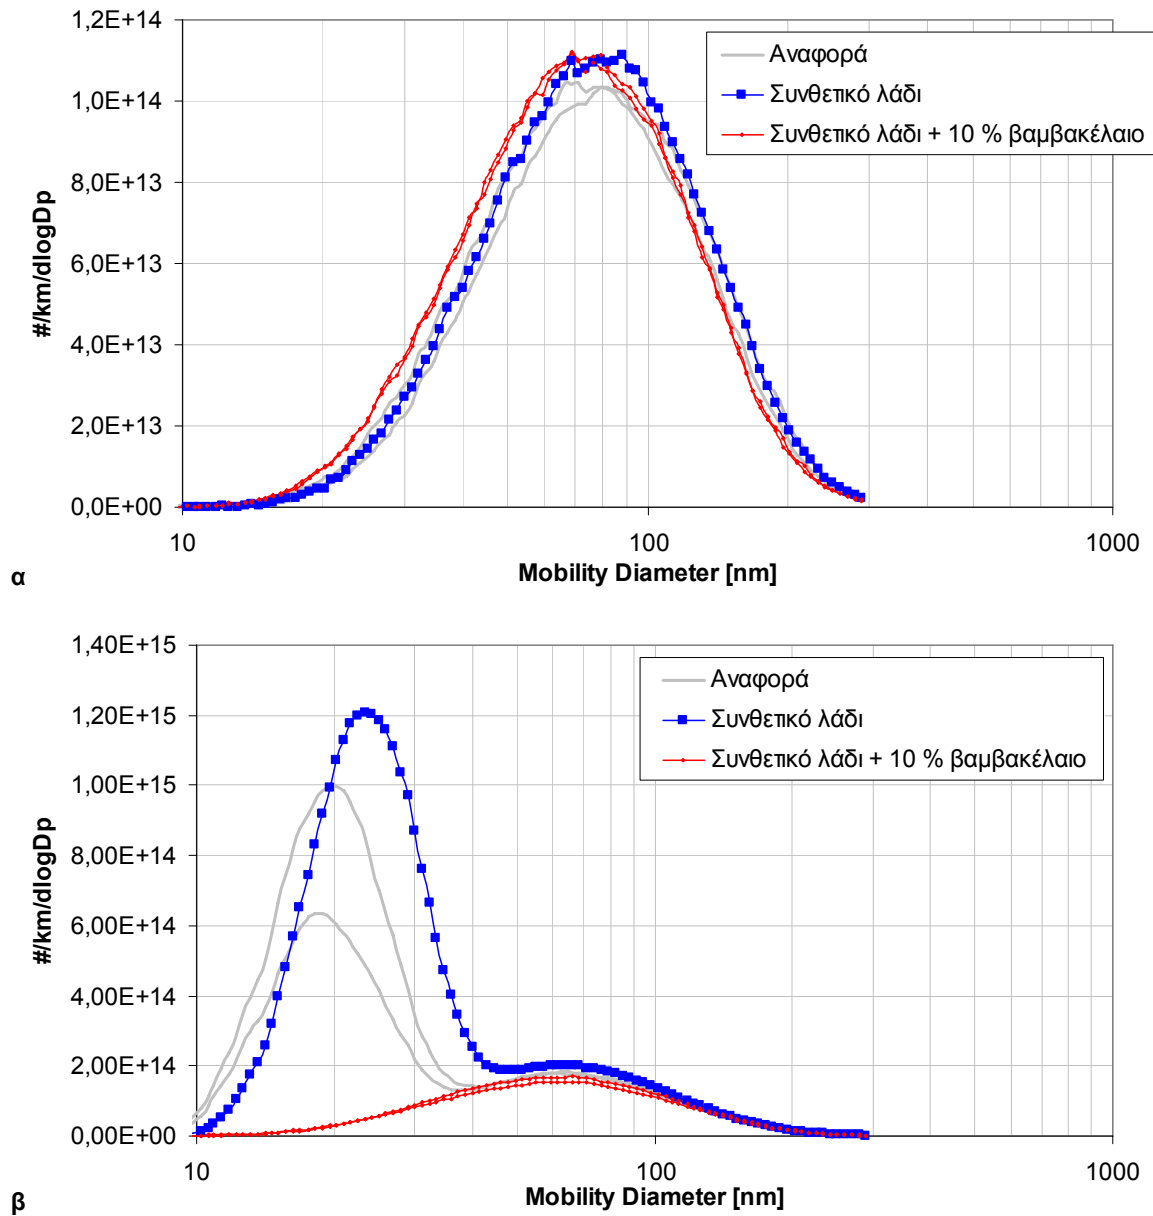 1,2E+14
1,0E+14
8,0E+13
6,0E+13
4,0E+13
2,0E+13
0,0E+00
#/km/dlogDp
Αναφορά
Συνθετικό λάδι
Συνθετικό λάδι + 10 % βαμβακέλαιο
10
100
1000
Mobility Diameter [nm]
α
1,40E+15
1,20E+15
1,00E+15
8,00E+14
6,00E+14
4,00E+14
2,00E+14
0,00E+00
#/km/dlogDp
Αναφορά
Συνθετικό λάδι
Συνθετικό λάδι + 10 % βαμβακέλαιο
10
100
1000
Mobility Diameter [nm]
β